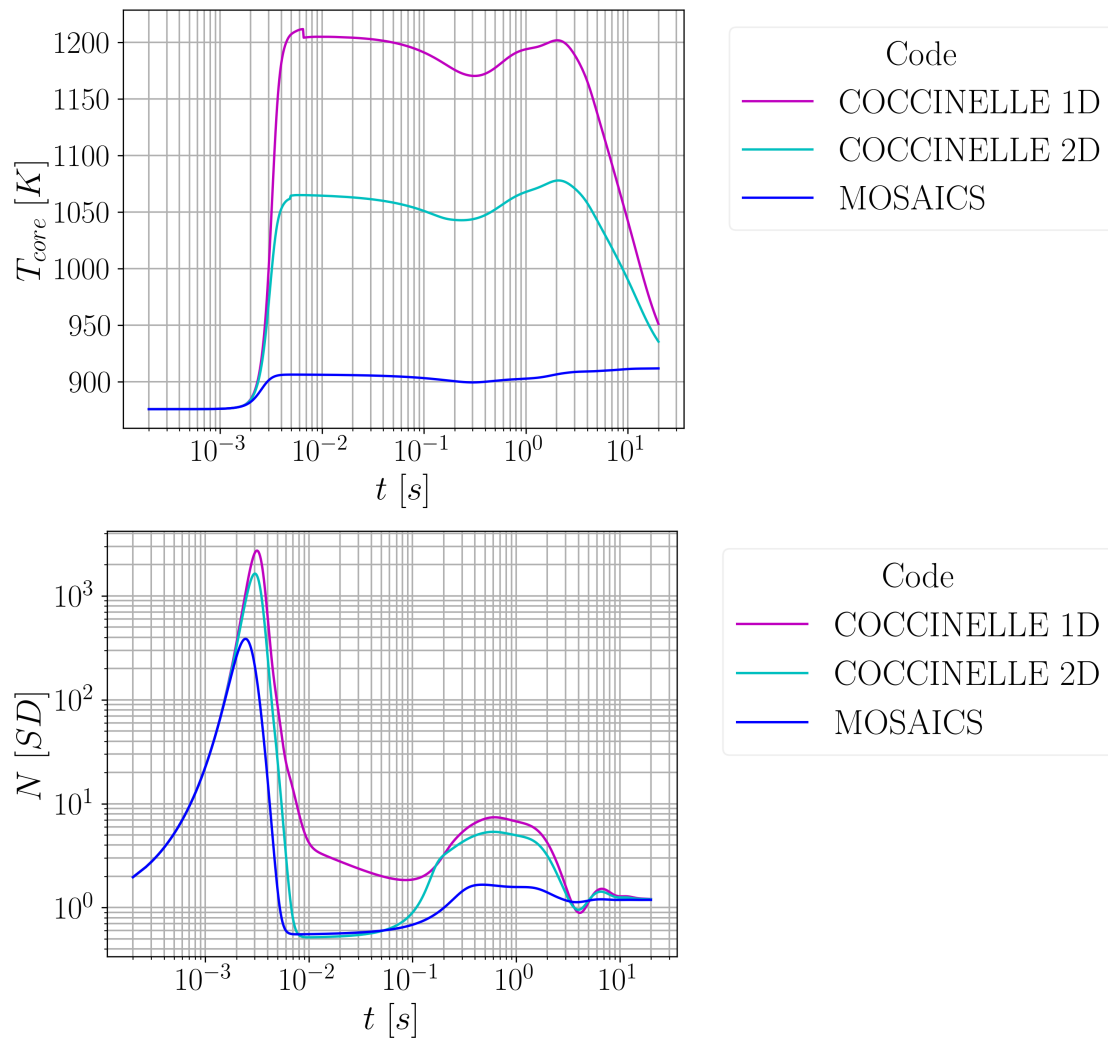 1200
1150
1100
1050
1000
950
900
T_core [K]
10^-3 10^-2 10^-1 10^0 10^1
t [s]
Code
COCCINELLE 1D
COCCINELLE 2D
MOSAICS
10^3
10^2
10^1
10^0
N [SD]
10^-3 10^-2 10^-1 10^0 10^1
t [s]
Code
COCCINELLE 1D
COCCINELLE 2D
MOSAICS